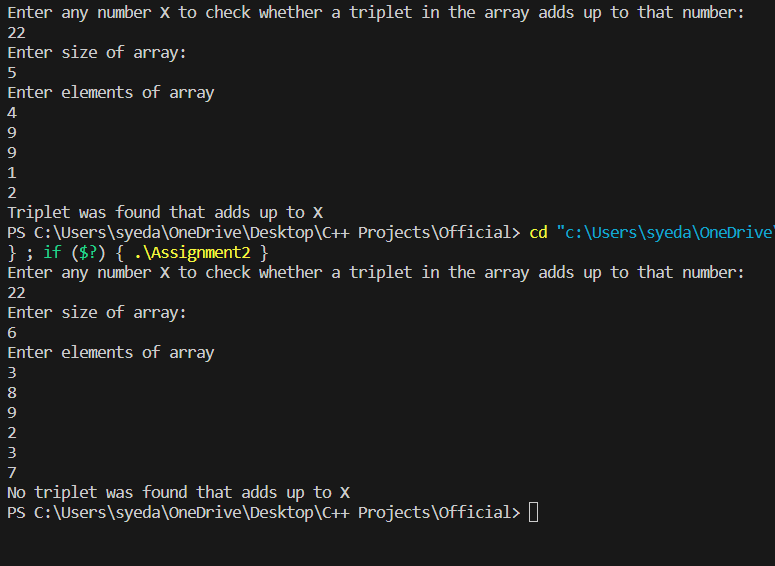 Enter any number X to check whether a triplet in the array adds up to that number:
22
Enter size of array:
5
Enter elements of array
4
9
9
1
2
Triplet was found that adds up to X
PS C:\Users\syeda\OneDrive\Desktop\C++ Projects\Official> cd "c:\Users\syeda\OneDrive\
} ; if ($?) { .\Assignment2 }
Enter any number X to check whether a triplet in the array adds up to that number:
22
Enter size of array:
6
Enter elements of array
3
8
9
2
3
7
No triplet was found that adds up to X
PS C:\Users\syeda\OneDrive\Desktop\C++ Projects\Official>